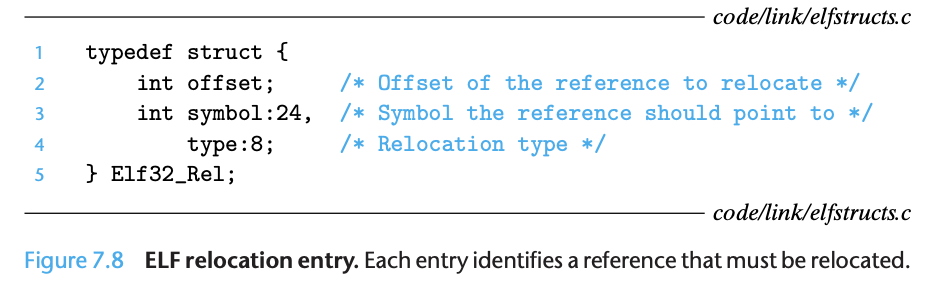 code/link/elfstructs.c
1 typedef struct {
2 int offset; /* Offset of the reference to relocate */
3 int symbol:24, /* Symbol the reference should point to */
4 type:8; /* Relocation type */
5 } Elf32_Rel;
code/link/elfstructs.c
Figure 7.8 ELF relocation entry. Each entry identifies a reference that must be relocated.